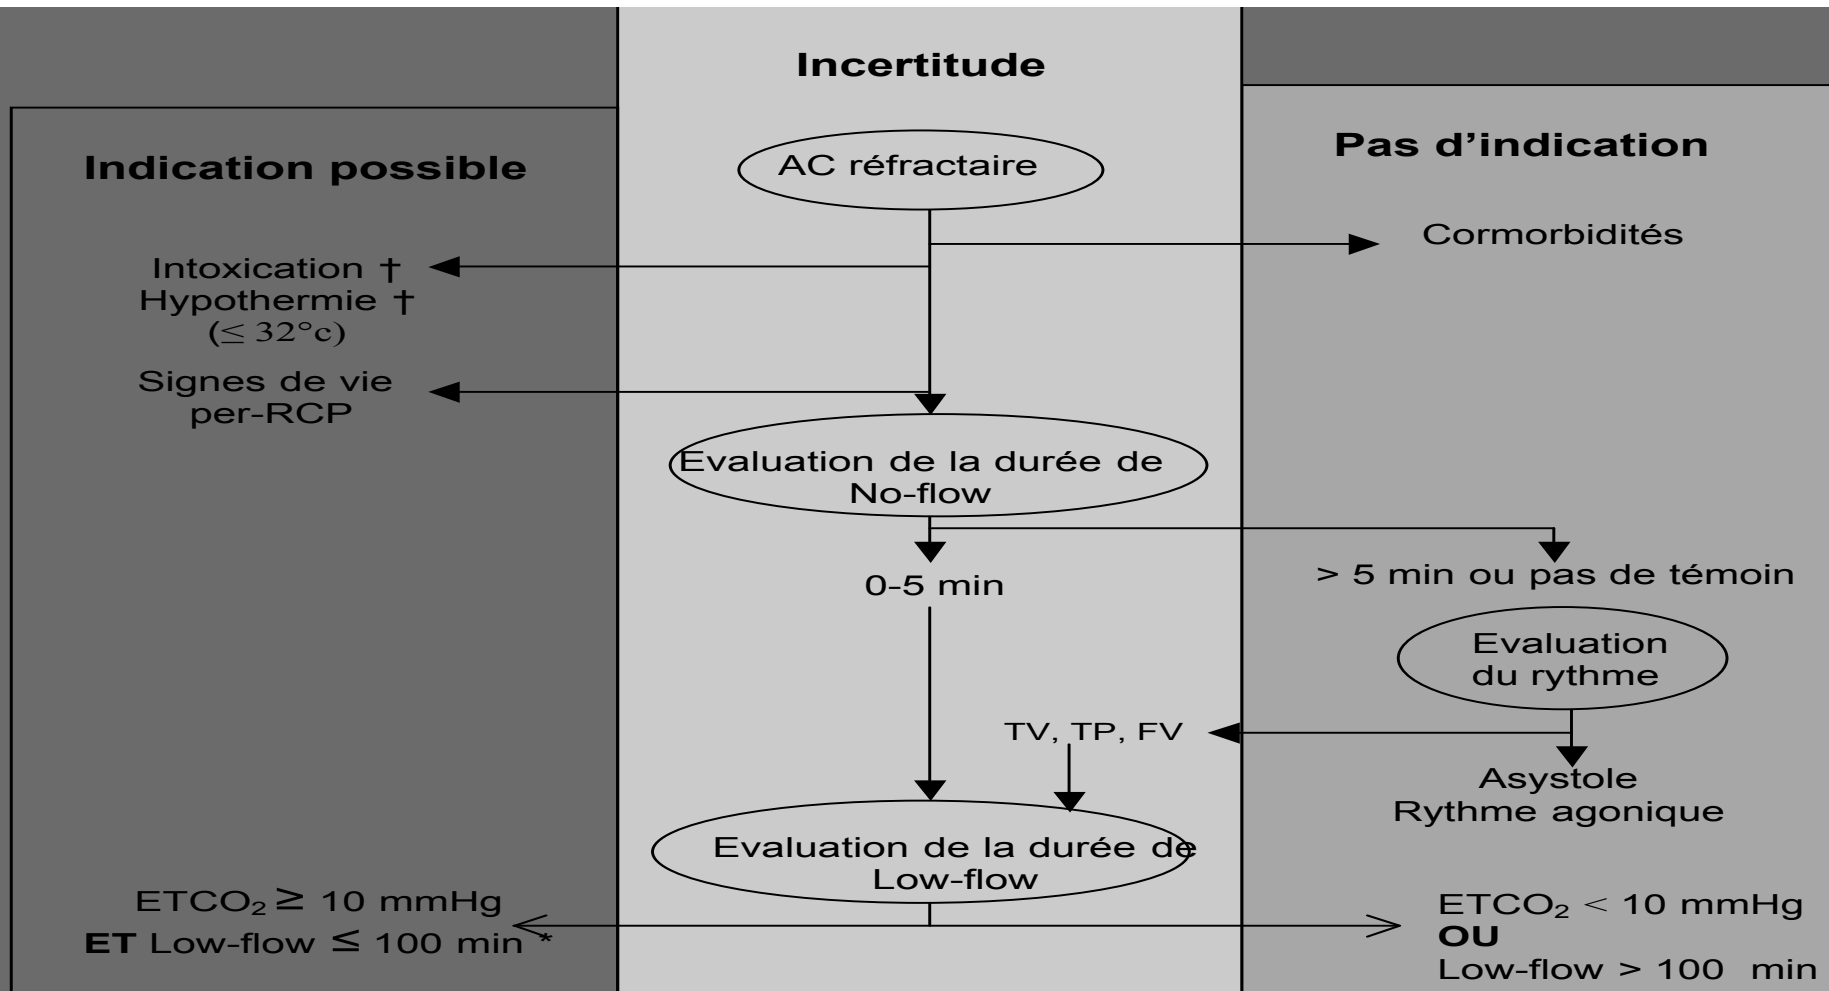 Incertitude
Indication possible
Pas d’indication
AC réfractaire
Cormorbidités
Intoxication †
Hypothermie †
(≤ 32°c)
Signes de vie
per-RCP
Evaluation de la durée de
No-flow
0-5 min
> 5 min ou pas de témoin
Evaluation
du rythme
TV, TP, FV
Asystole
Rythme agonique
Evaluation de la durée de
Low-flow
ETCO₂ ≥ 10 mmHg
ET Low-flow ≤ 100 min *
ETCO₂ < 10 mmHg
OU
Low-flow > 100 min